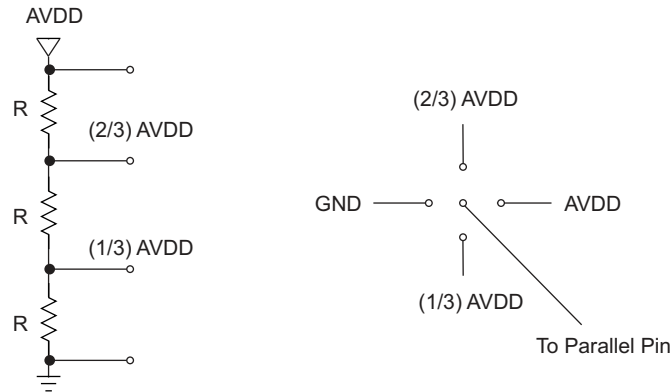 AVDD
R
(2/3) AVDD
R
(1/3) AVDD
R
(2/3) AVDD
GND
AVDD
(1/3) AVDD
To Parallel Pin